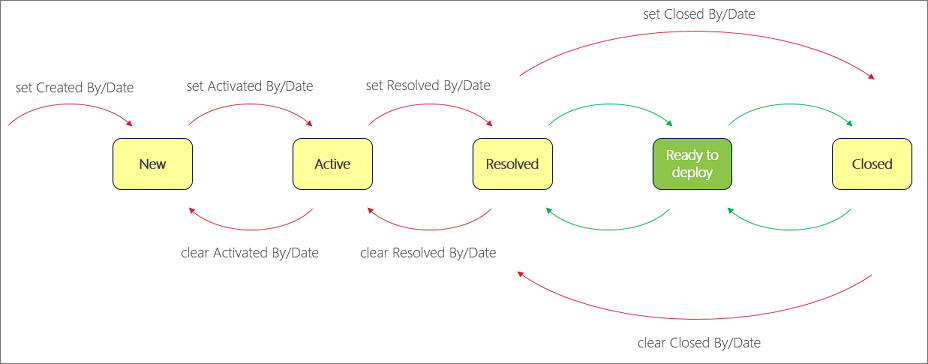 set Closed By/Date
set Created By/Date
set Activated By/Date
set Resolved By/Date
New
Active
Resolved
Ready to
deploy
Closed
clear Activated By/Date
clear Resolved By/Date
clear Closed By/Date